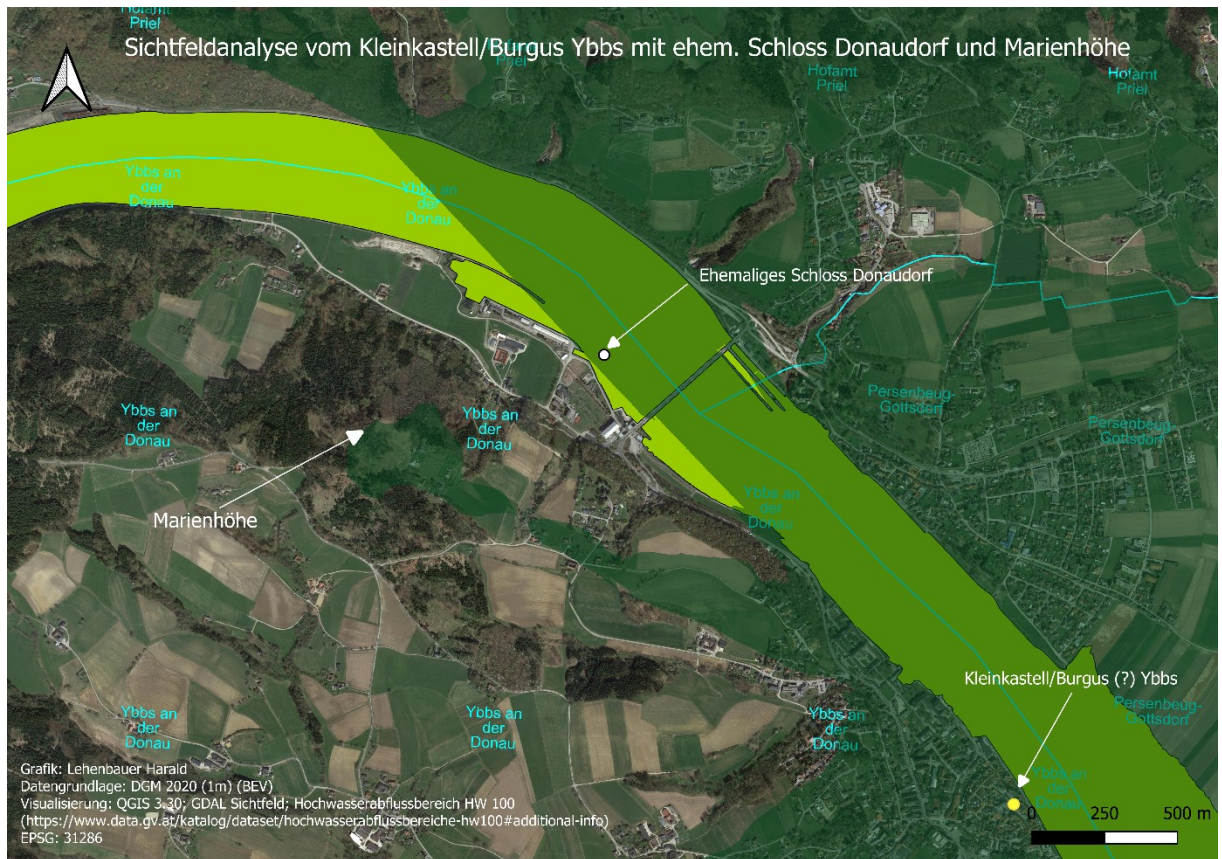 an der
Donau
Hofamt
Priel
Sichtfeldanalyse vom Kleinkastell/Burgus Ybbs mit ehem. Schloss Donaudorf und Marienhöhe
Hofamt
Priel
Hofamt
Priel
Ybbs an
der
Donau
Ybbs an
der
Donau
Ehemaliges Schloss Donaudorf
Persenbeug-
Gottsdorf
Persenbeug-
Gottsdorf
Ybbs an
der
Donau
Ybbs an
der
Donau
Marienhöhe
Ybbs an
der
Donau
Kleinkastell/Burgus (?) Ybbs
Persenbeug-
Gottsdorf
Ybbs an
der
Donau
Ybbs an
der
Donau
Ybbs an
der
Donau
Ybbs an
der
Donau
Grafik: Lehenbauer Harald
Datengrundlage: DGM 2020 (1m) (BEV)
Visualisierung: QGIS 3.30; GDAL Sichtfeld; Hochwasserabflussbereich HW 100
(https://www.data.gv.at/katalog/dataset/hochwasserabflussbereiche-hw100#additional-info)
EPSG: 31286
0 250 500 m